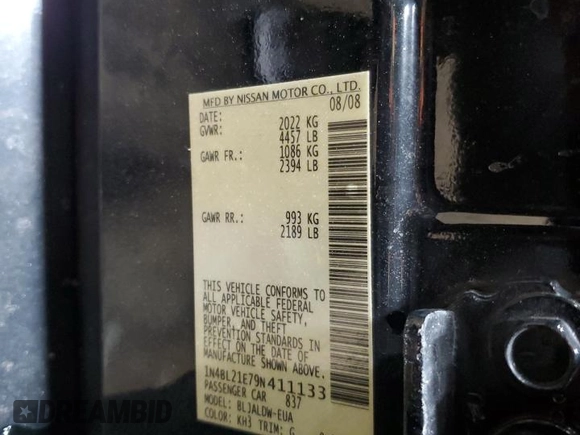 MFD BY NISSAN MOTOR CO., LTD.
DATE: 08/08
GVWR: 2022 KG
4457 LB
GAWR FR.: 1086 KG
2394 LB
GAWR RR.: 993 KG
2189 LB
THIS VEHICLE CONFORMS TO
ALL APPLICABLE FEDERAL
MOTOR VEHICLE SAFETY,
BUMPER, AND THEFT
PREVENTION STANDARDS IN
EFFECT ON THE DATE OF
MANUFACTURE SHOWN ABOVE.
1N4BL21E79N411133
PASSENGER CAR 837
MODEL: BLJALDW-EUA
COLOR: KH3 TRIM: G
WORLDWIDE